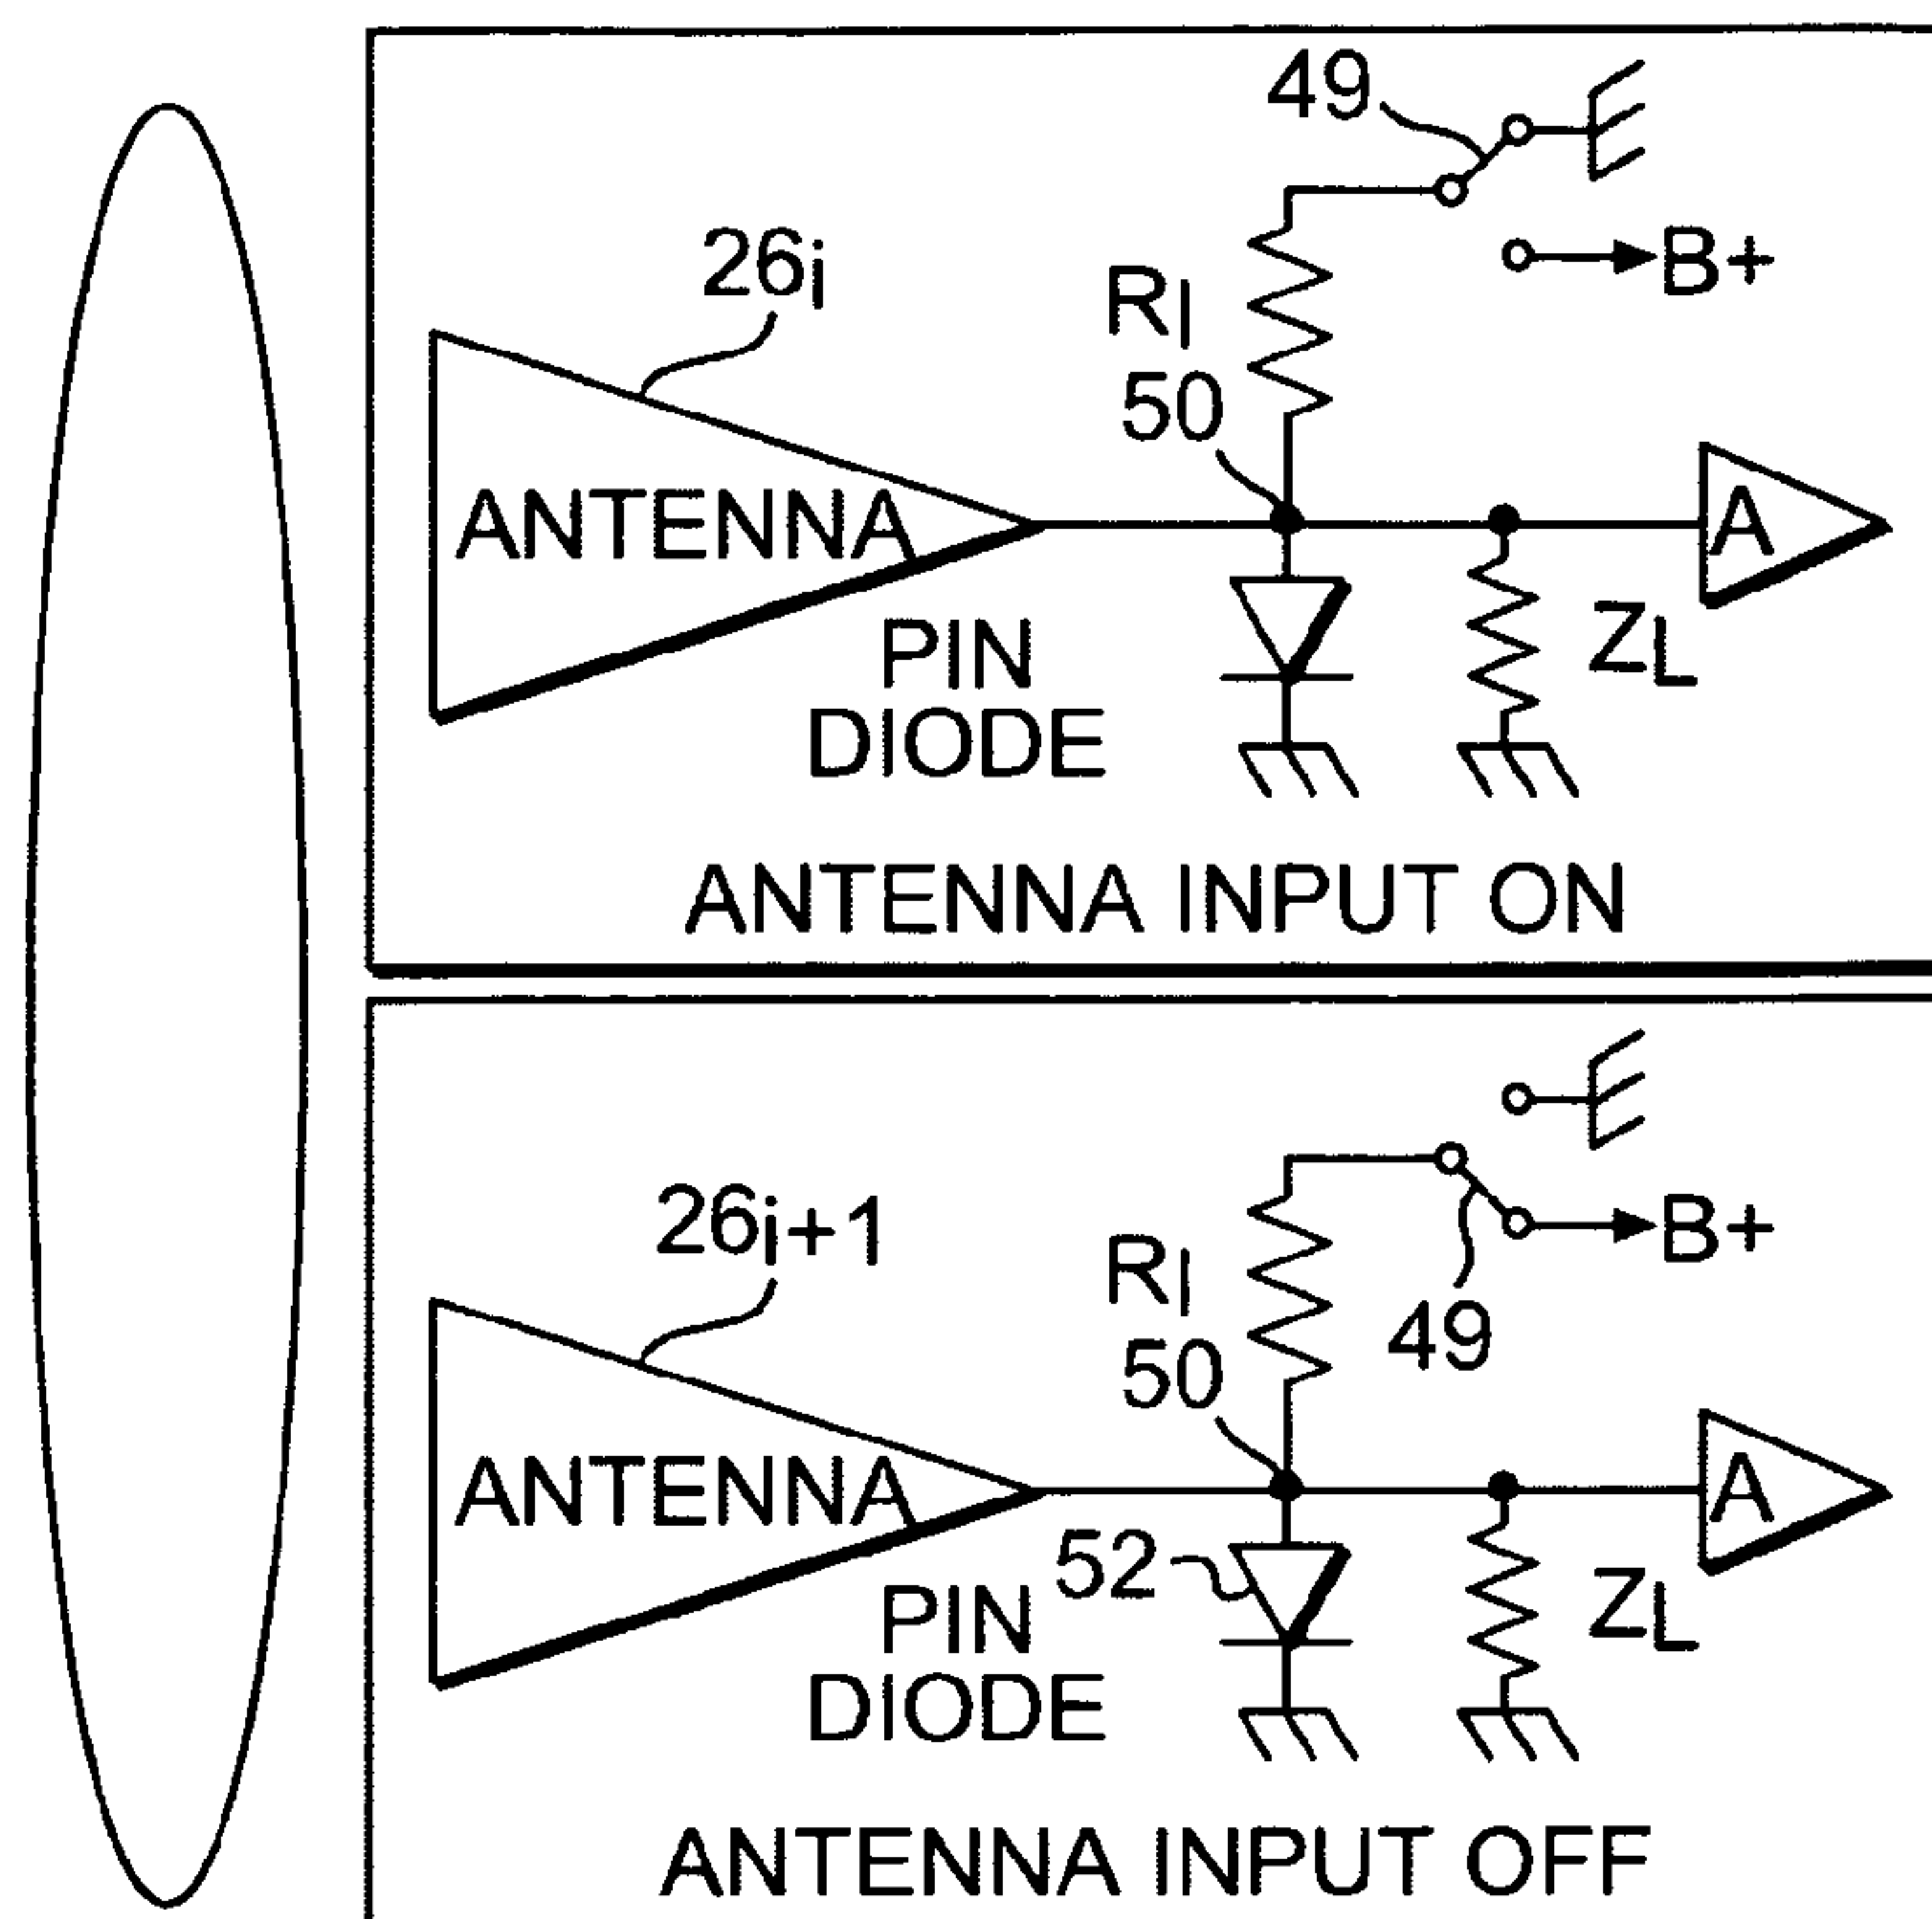 49
26i
B+
RI
50
ANTENNA
A
PIN
DIODE
ZL
ANTENNA INPUT ON
26i+1
B+
RI
49
50
ANTENNA
A
52
PIN
DIODE
ZL
ANTENNA INPUT OFF